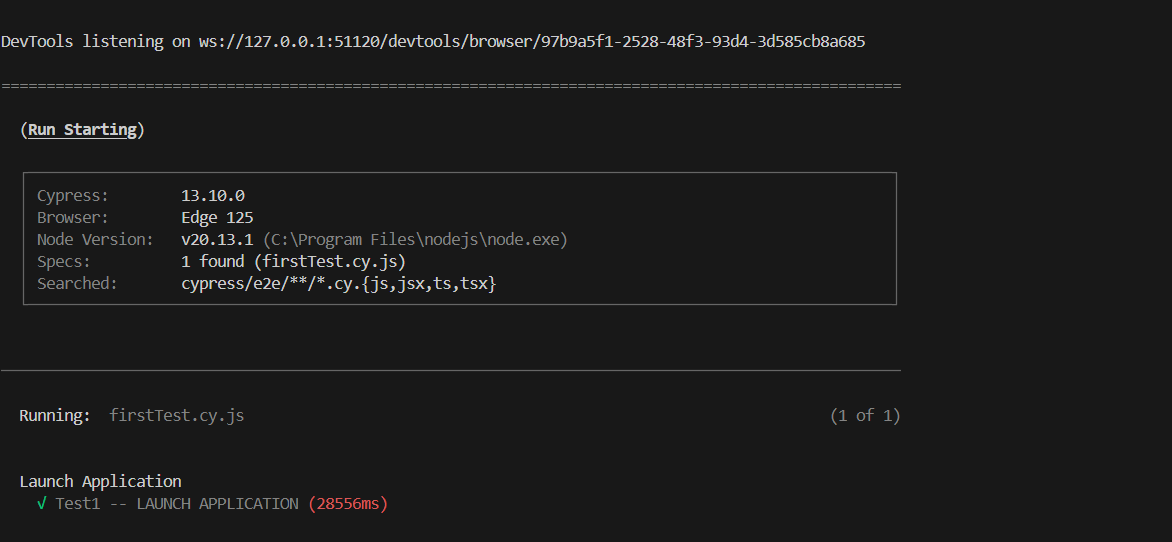 DevTools listening on ws://127.0.0.1:51120/devtools/browser/97b9a5f1-2528-48f3-93d4-3d585cb8a685
====================================================================================================
(Run Starting)
Cypress: 13.10.0
Browser: Edge 125
Node Version: v20.13.1 (C:\Program Files\nodejs\node.exe)
Specs: 1 found (firstTest.cy.js)
Searched: cypress/e2e/**/*.cy.{js,jsx,ts,tsx}
Running: firstTest.cy.js (1 of 1)
Launch Application
√ Test1 -- LAUNCH APPLICATION (28556ms)